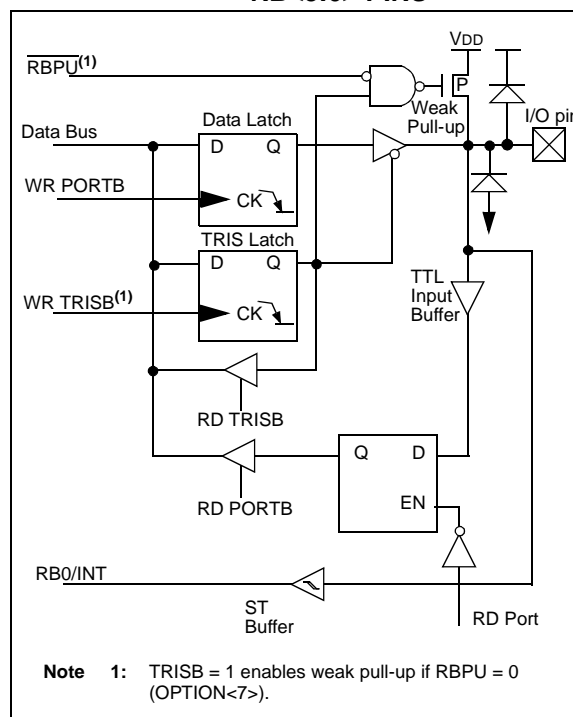 RBPU(1)
VDD
P
Weak
Pull-up
I/O pin
Data Bus
Data Latch
D Q
WR PORTB
CK
TRIS Latch
D Q
WR TRISB(1)
CK
TTL
Input
Buffer
RD TRISB
Q D
EN
RD PORTB
RB0/INT
ST
Buffer
RD Port
Note 1: TRISB = 1 enables weak pull-up if RBPU = 0
(OPTION<7>).